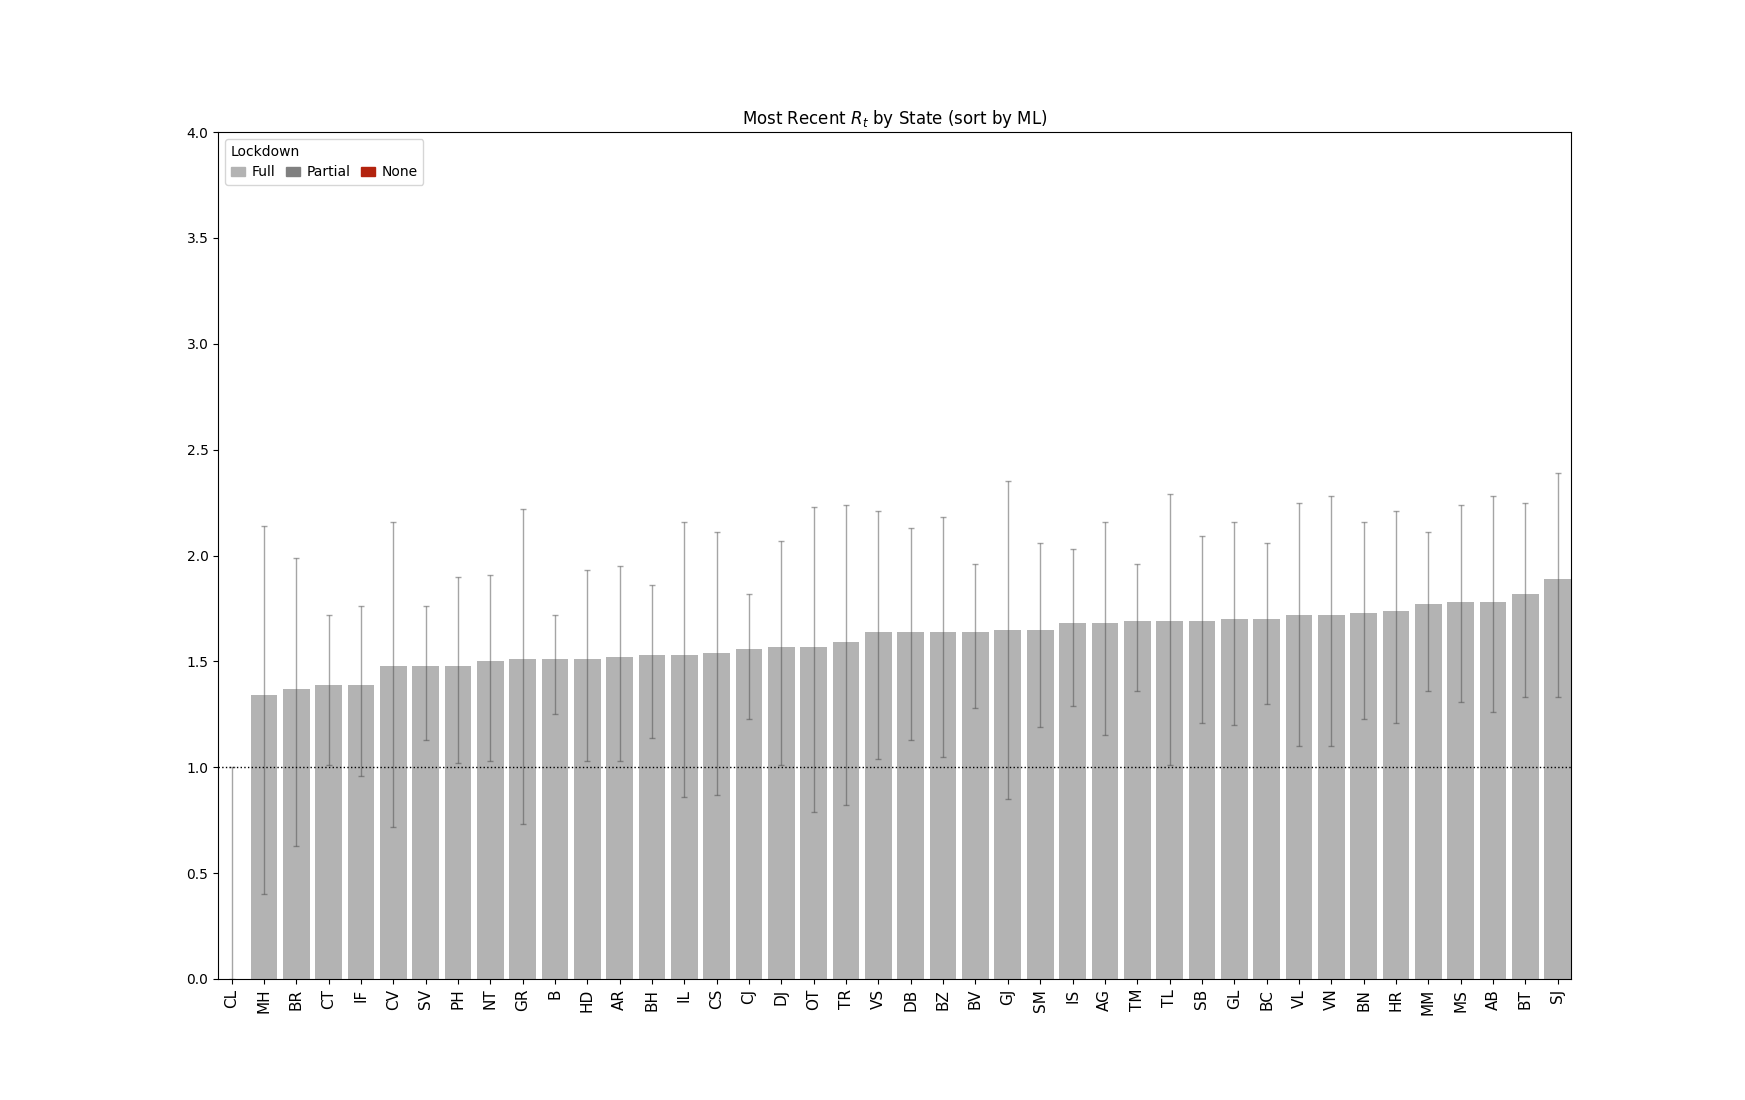 Most Recent Rt by State (sort by ML)
4.0
Lockdown
Full Partial None
3.5
3.0
2.5
2.0
1.5
1.0
0.5
0.0
CL MH BR CT IF CV SV PH NT GR B HD AR BH IL CS CJ DJ OT TR VS DB BZ BV GJ SM IS AG TM TL SB GL BC VL VN BN HR MM MS AB BT SJ